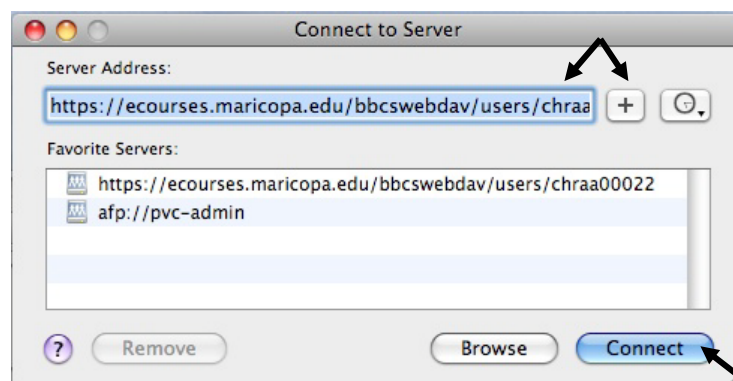 Connect to Server
Server Address:
https://ecourses.maricopa.edu/bbcswebdav/users/chraa
+
Favorite Servers:
https://ecourses.maricopa.edu/bbcswebdav/users/chraa00022
afp://pvc-admin
? Remove Browse Connect